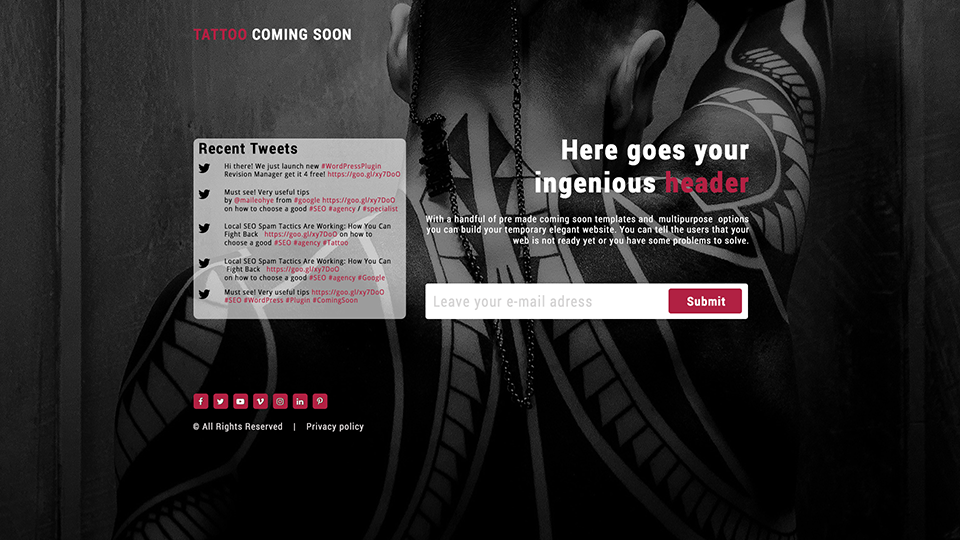 TATTOO COMING SOON
Recent Tweets
Hi there! We just launch new #WordPressPlugin
Revision Manager get it 4 free! https://goo.gl/xy7DoO
Must see! Very useful tips
by @maileohye from #google https://goo.gl/xy7DoO
on how to choose a good #SEO #agency / #specialist
Local SEO Spam Tactics Are Working: How You Can
Fight Back https://goo.gl/xy7DoO on how to
choose a good #SEO #agency #Tattoo
Local SEO Spam Tactics Are Working: How You Can
Fight Back https://goo.gl/xy7DoO
on how to choose a good #SEO #agency #Google
Must see! Very useful tips https://goo.gl/xy7DoO
#SEO #WordPress #Plugin #ComingSoon
Here goes your
ingenious header
With a handful of pre made coming soon templates and multipurpose options
you can build your temporary elegant website. You can tell the users that your
web is not ready yet or you have some problems to solve.
Leave your e-mail adress
Submit
© All Rights Reserved | Privacy policy